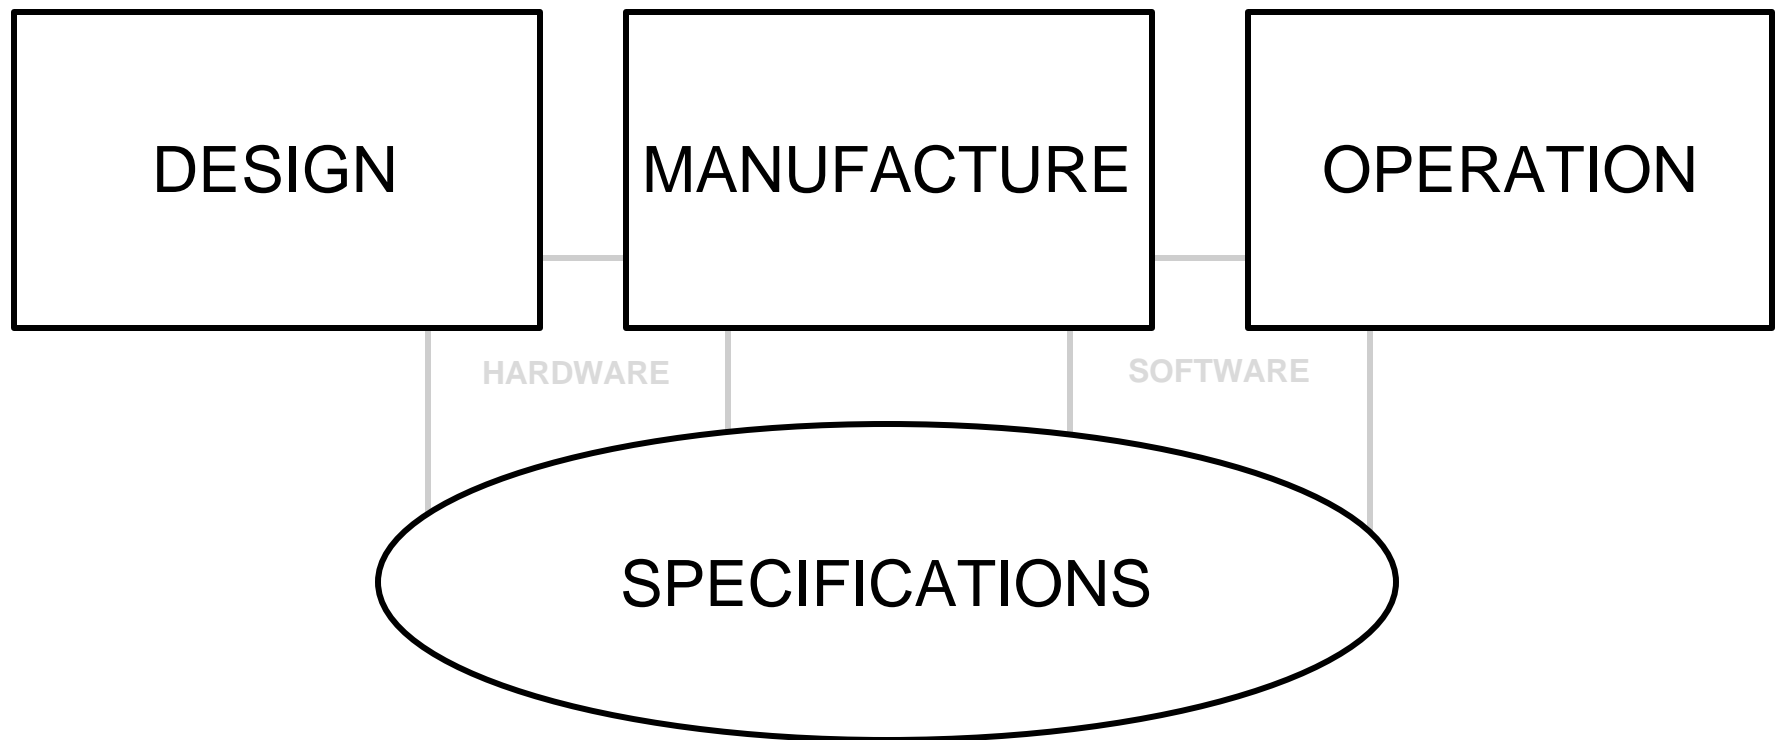 DESIGN
MANUFACTURE
OPERATION
HARDWARE
SOFTWARE
SPECIFICATIONS